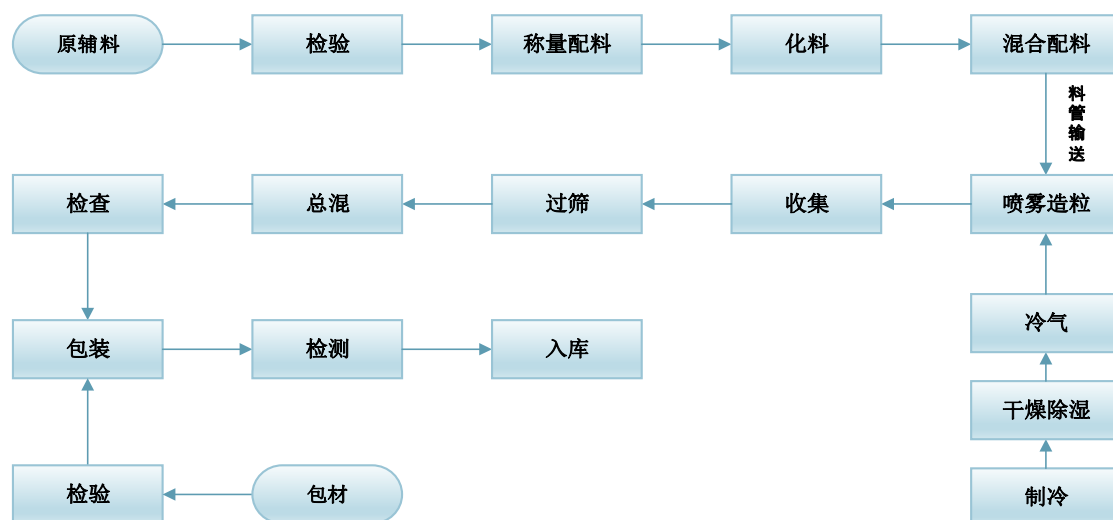 原辅料
检验
称量配料
化料
混合配料
料管输送
检查
总混
过筛
收集
喷雾造粒
冷气
包装
检测
入库
干燥除湿
检验
包材
制冷